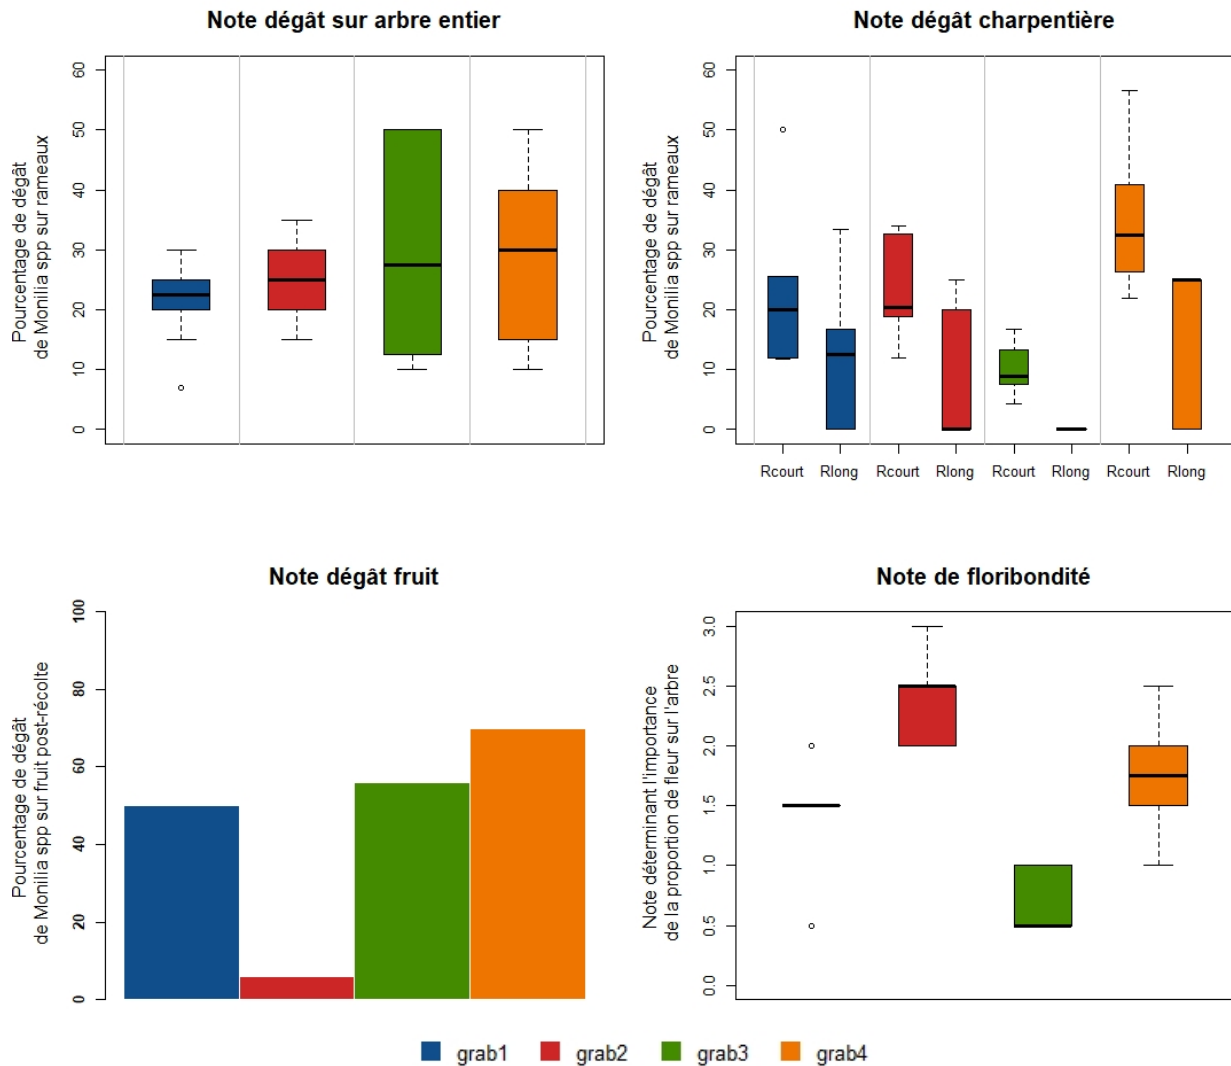 Note dégât sur arbre entier
Pourcentage de dégât
de Monilia spp sur rameaux
60
50
40
30
20
10
0
Note dégât charpentière
Pourcentage de dégât
de Monilia spp sur rameaux
60
50
40
30
20
10
0
Rcourt Rlong Rcourt Rlong Rcourt Rlong Rcourt Rlong
Note dégât fruit
Pourcentage de dégât
de Monilia spp sur fruit post-récolte
100
80
60
40
20
0
Note de floribondité
Note déterminant l'importance
de la proportion de fleur sur l'arbre
3.0
2.5
2.0
1.5
1.0
0.5
0.0
grab1 grab2 grab3 grab4